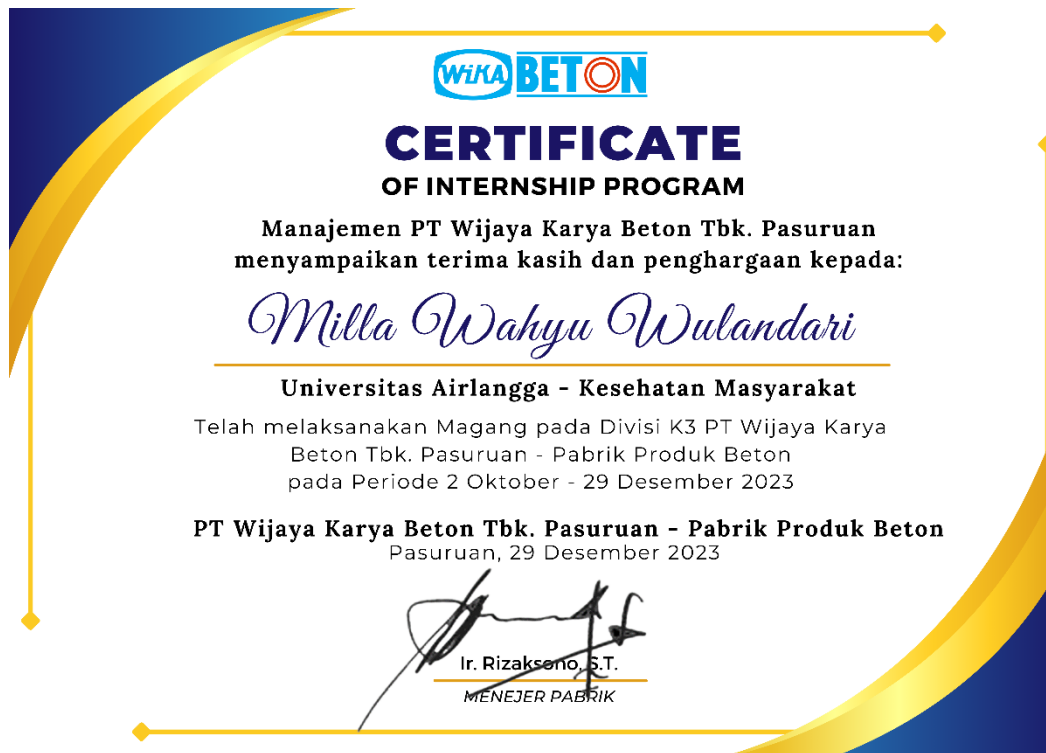 WIKA BETON
CERTIFICATE
OF INTERNSHIP PROGRAM
Manajemen PT Wijaya Karya Beton Tbk. Pasuruan
menyampaikan terima kasih dan penghargaan kepada:
Milla Wahyu Wulandari
Universitas Airlangga - Kesehatan Masyarakat
Telah melaksanakan Magang pada Divisi K3 PT Wijaya Karya
Beton Tbk. Pasuruan - Pabrik Produk Beton
pada Periode 2 Oktober - 29 Desember 2023
PT Wijaya Karya Beton Tbk. Pasuruan - Pabrik Produk Beton
Pasuruan, 29 Desember 2023
Ir. Rizaksono, S.T.
MENEJER PABRIK